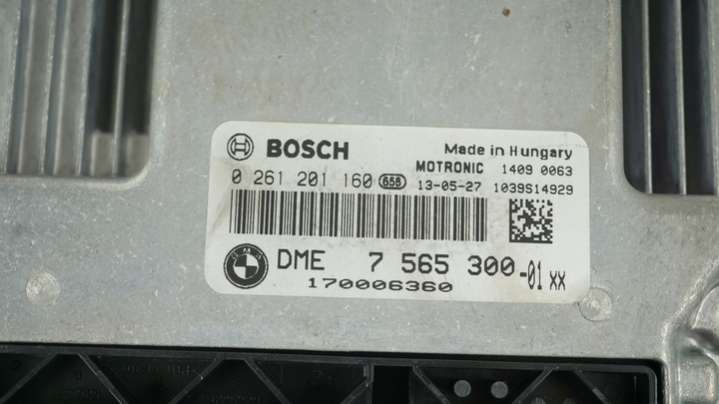 BOSCH Made in Hungary
MOTRONIC 1409 0063
0 261 201 160 658 13-05-27 1039S14929
DME 7 565 300-01 xx
170006360